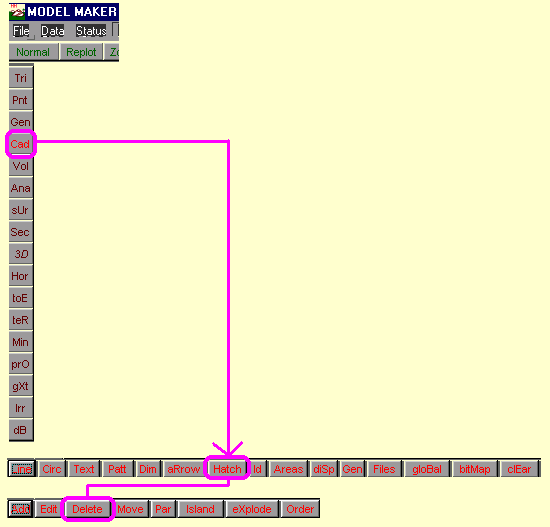 MODEL MAKER
File Data Status
Normal Replot
Tri
Pnt
Gen
Cad
Vol
Ana
sUr
Sec
3D
Hor
toE
teR
Min
prO
gXt
Irr
dB
Line Circ Text Patt Dim aRrow Hatch Id Areas diSp Gen Files gloBal bitMap clEar
Add Edit Delete Move Par Island eXplode Order